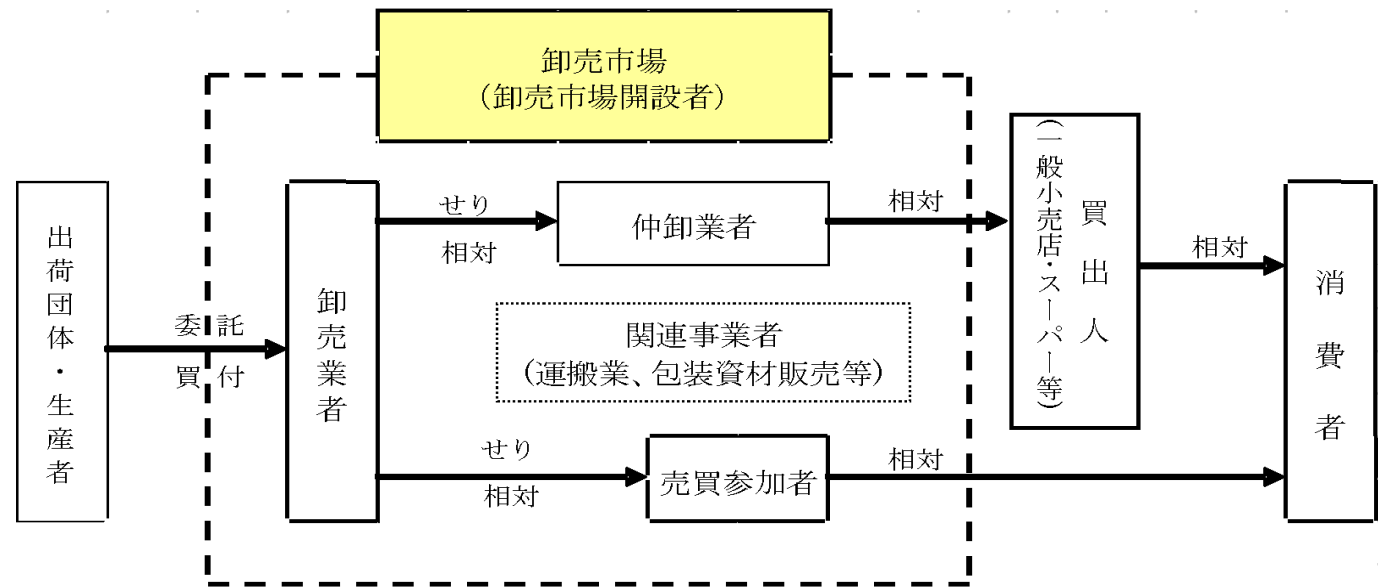 卸売市場
(卸売市場開設者)
出荷団体・生産者
委託
買付
卸売業者
せり
相対
仲卸業者
相対
買出人
(一般小売店・スーパー等)
相対
消費者
関連事業者
(運搬業、包装資材販売等)
せり
相対
売買参加者
相対